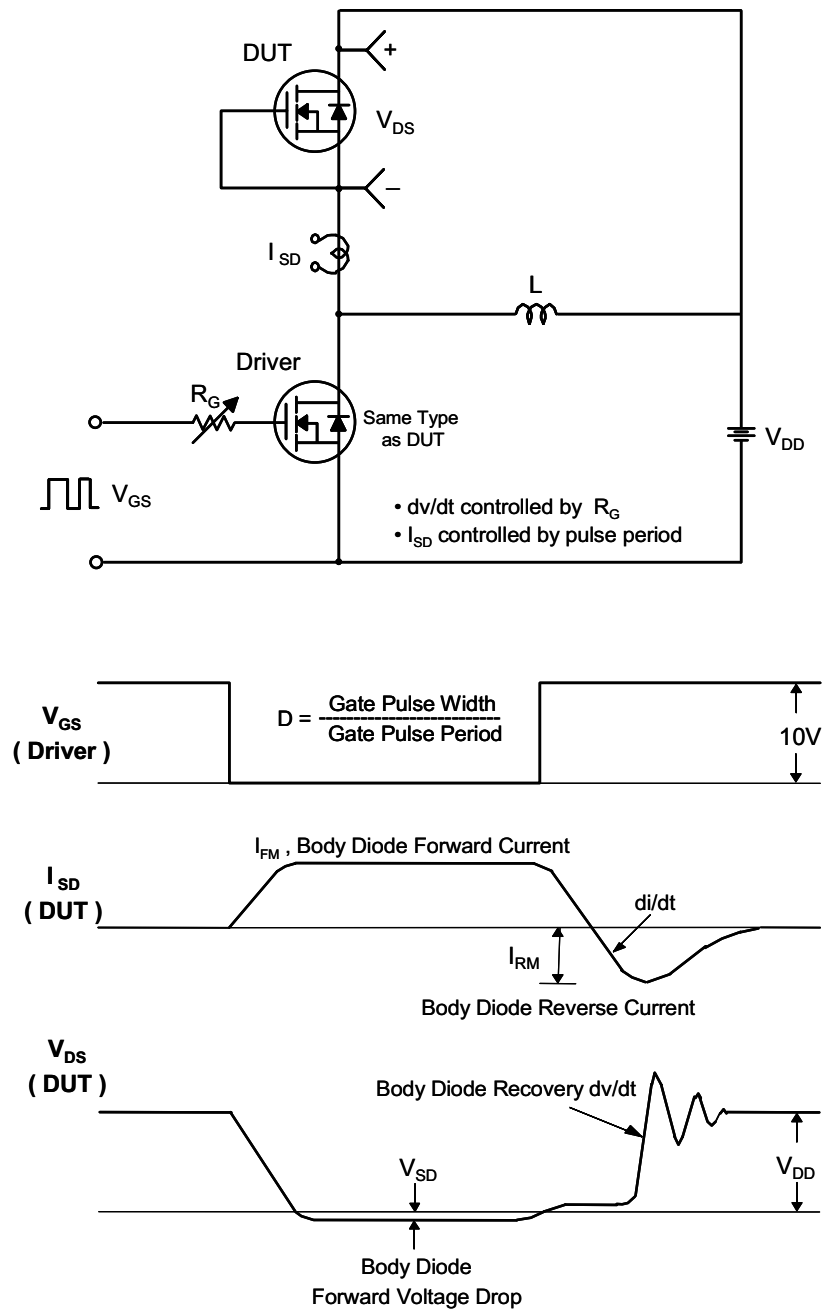 DUT
+
V_DS
–
I_SD
L
Driver
R_G
Same Type
as DUT
V_DD
V_GS
• dv/dt controlled by R_G
• I_SD controlled by pulse period
V_GS
( Driver )
D = Gate Pulse Width
Gate Pulse Period
10V
I_FM , Body Diode Forward Current
I_SD
( DUT )
di/dt
I_RM
Body Diode Reverse Current
V_DS
( DUT )
Body Diode Recovery dv/dt
V_SD
V_DD
Body Diode
Forward Voltage Drop